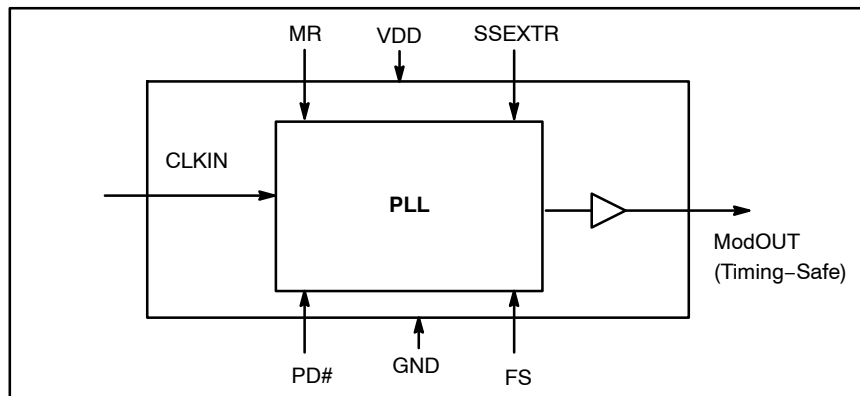 MR VDD SSEXTR
CLKIN
PLL
ModOUT
(Timing−Safe)
PD# GND FS